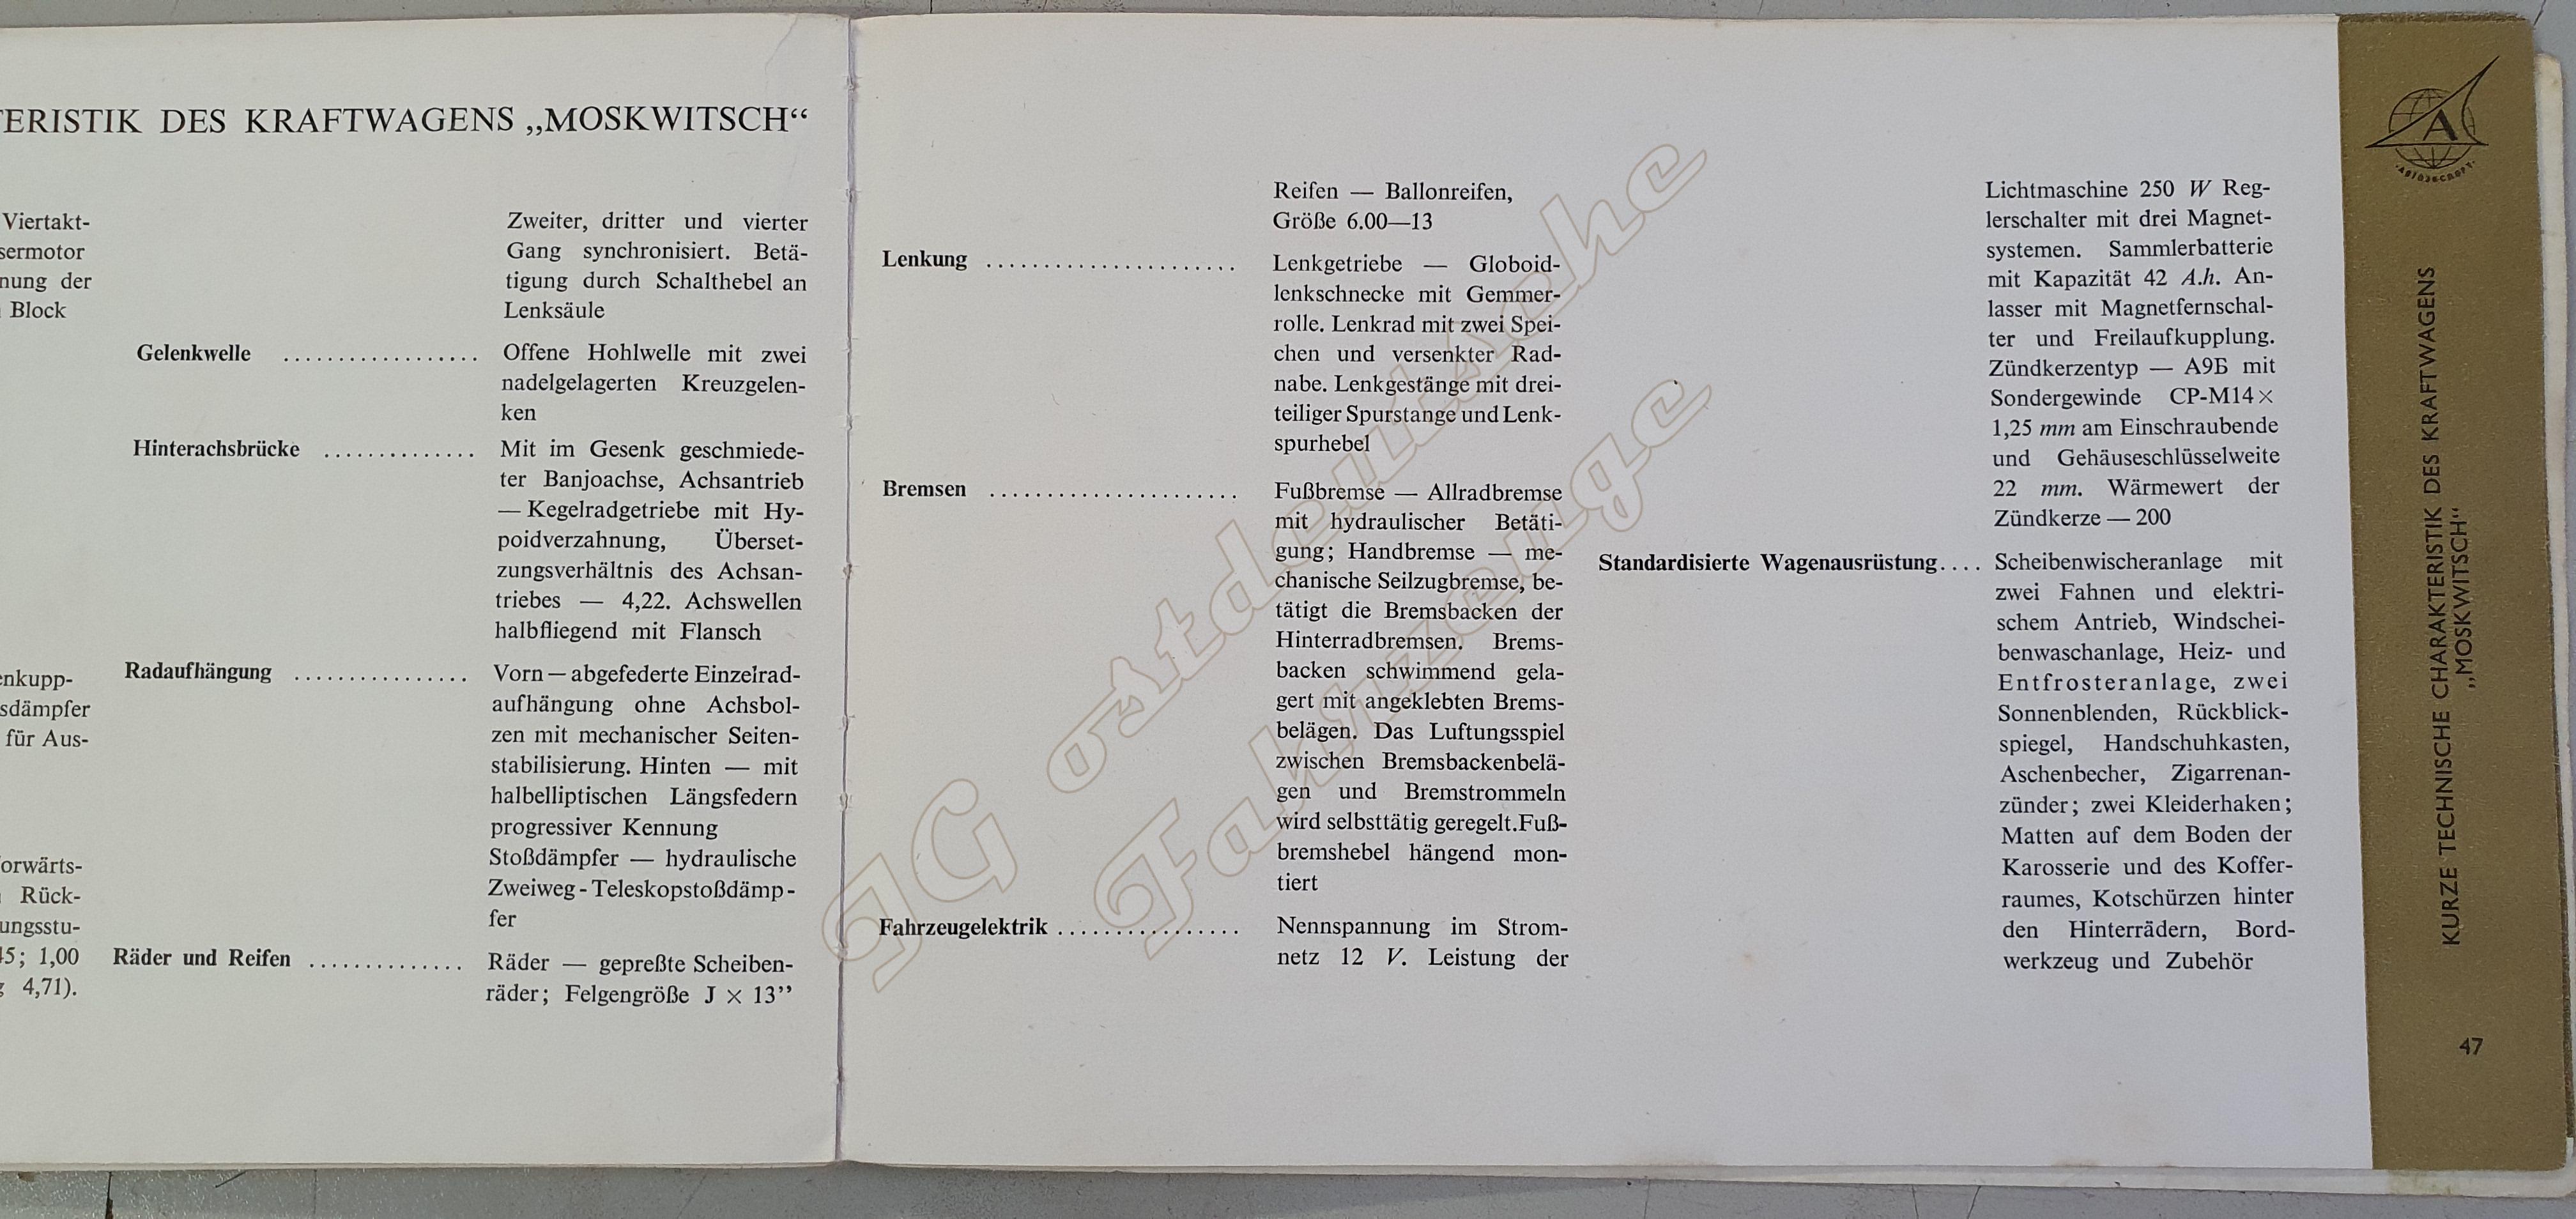 TERISTIK DES KRAFTWAGENS „MOSKWITSCH“
Viertakt-
sermotor
nung der
Block
enkupp-
sdämpfer
für Aus-
orwärts-
Rück-
ungsstu-
45; 1,00
4,71).
Zweiter, dritter und vierter
Gang synchronisiert. Betä-
tigung durch Schalthebel an
Lenksäule
Gelenkwelle .................. Offene Hohlwelle mit zwei
nadelgelagerten Kreuzgelen-
ken
Hinterachsbrücke .............. Mit im Gesenk geschmiede-
ter Banjoachse, Achsantrieb
— Kegelradgetriebe mit Hy-
poidverzahnung, Überset-
zungsverhältnis des Achsan-
triebes — 4,22. Achswellen
halbfliegend mit Flansch
Radaufhängung ................ Vorn — abgefederte Einzelrad-
aufhängung ohne Achsbol-
zen mit mechanischer Seiten-
stabilisierung. Hinten — mit
halbelliptischen Längsfedern
progressiver Kennung
Stoßdämpfer — hydraulische
Zweiweg-Teleskopstoßdämp-
fer
Räder und Reifen .............. Räder — gepreßte Scheiben-
räder; Felgengröße J × 13”
Reifen — Ballonreifen,
Größe 6.00—13
Lenkung ...................... Lenkgetriebe — Globoid-
lenkschnecke mit Gemmer-
rolle. Lenkrad mit zwei Spei-
chen und versenkter Rad-
nabe. Lenkgestänge mit drei-
teiliger Spurstange und Lenk-
spurhebel
Bremsen ...................... Fußbremse — Allradbremse
mit hydraulischer Betäti-
gung; Handbremse — me-
chanische Seilzugbremse, be-
tätigt die Bremsbacken der
Hinterradbremsen. Brems-
backen schwimmend gela-
gert mit angeklebten Brems-
belägen. Das Luftungsspiel
zwischen Bremsbackenbelä-
gen und Bremstrommeln
wird selbsttätig geregelt.Fuß-
bremshebel hängend mon-
tiert
Fahrzeugelektrik ................ Nennspannung im Strom-
netz 12 V. Leistung der
Lichtmaschine 250 W Reg-
lerschalter mit drei Magnet-
systemen. Sammlerbatterie
mit Kapazität 42 A.h. An-
lasser mit Magnetfernschal-
ter und Freilaufkupplung.
Zündkerzentyp — А9Б mit
Sondergewinde CP-M14×
1,25 mm am Einschraubende
und Gehäuseschlüsselweite
22 mm. Wärmewert der
Zündkerze — 200
Standardisierte Wagenausrüstung.... Scheibenwischeranlage mit
zwei Fahnen und elektri-
schem Antrieb, Windschei-
benwaschanlage, Heiz- und
Entfrosteranlage, zwei
Sonnenblenden, Rückblick-
spiegel, Handschuhkasten,
Aschenbecher, Zigarrenan-
zünder; zwei Kleiderhaken;
Matten auf dem Boden der
Karosserie und des Koffer-
raumes, Kotschürzen hinter
den Hinterrädern, Bord-
werkzeug und Zubehör
A
·АВТОЭКСПОРТ·
KURZE TECHNISCHE CHARAKTERISTIK DES KRAFTWAGENS
„MOSKWITSCH“
47
IG ostdeutsche
Fahrzeuge